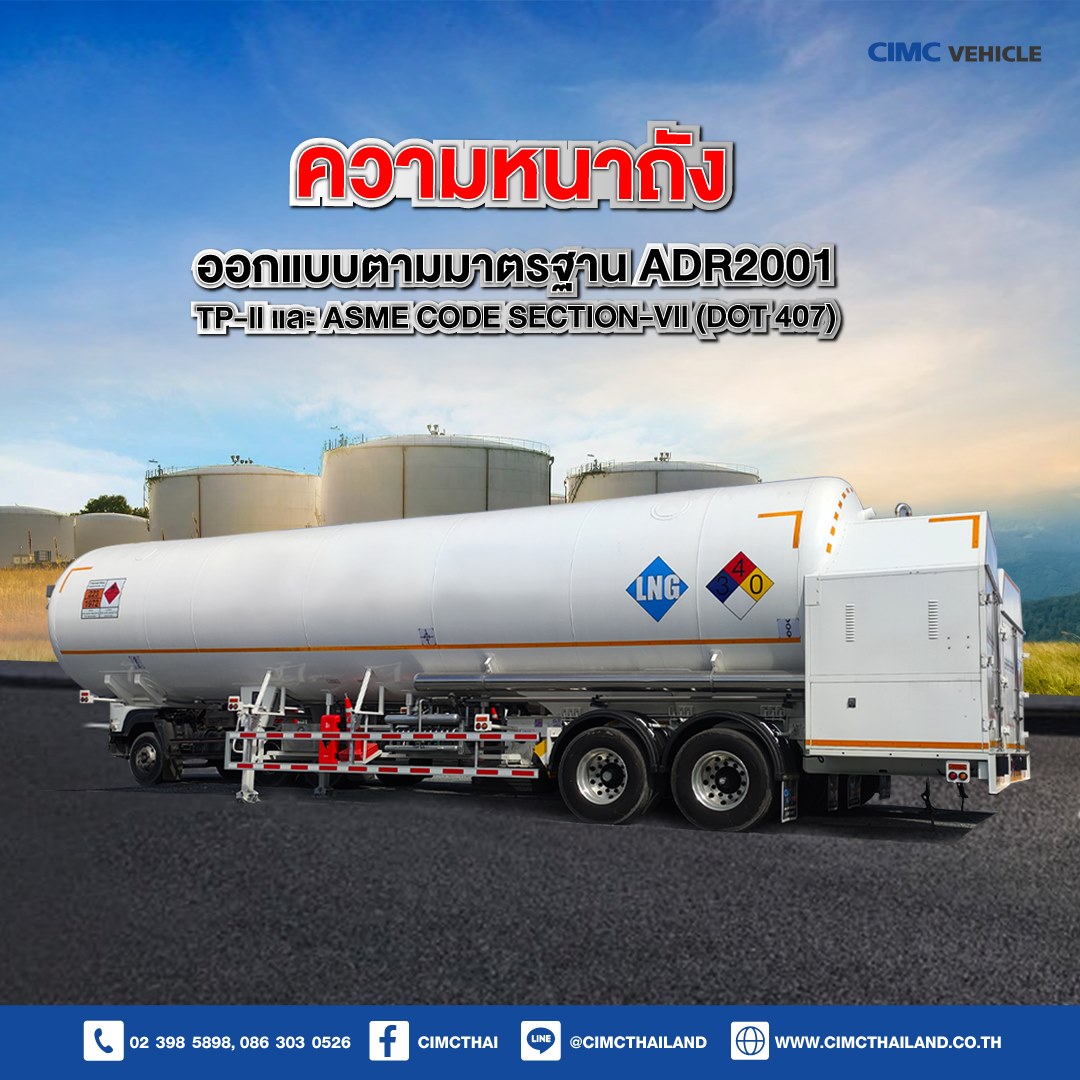 CIMC VEHICLE
ความหนาถัง
ออกแบบตามมาตรฐาน ADR2001
TP-II และ ASME CODE SECTION-VII (DOT 407)
LNG
4
3
0
02 398 5898, 086 303 0526
CIMCTHAI
LINE
@CIMCTHAILAND
WWW.CIMCTHAILAND.CO.TH